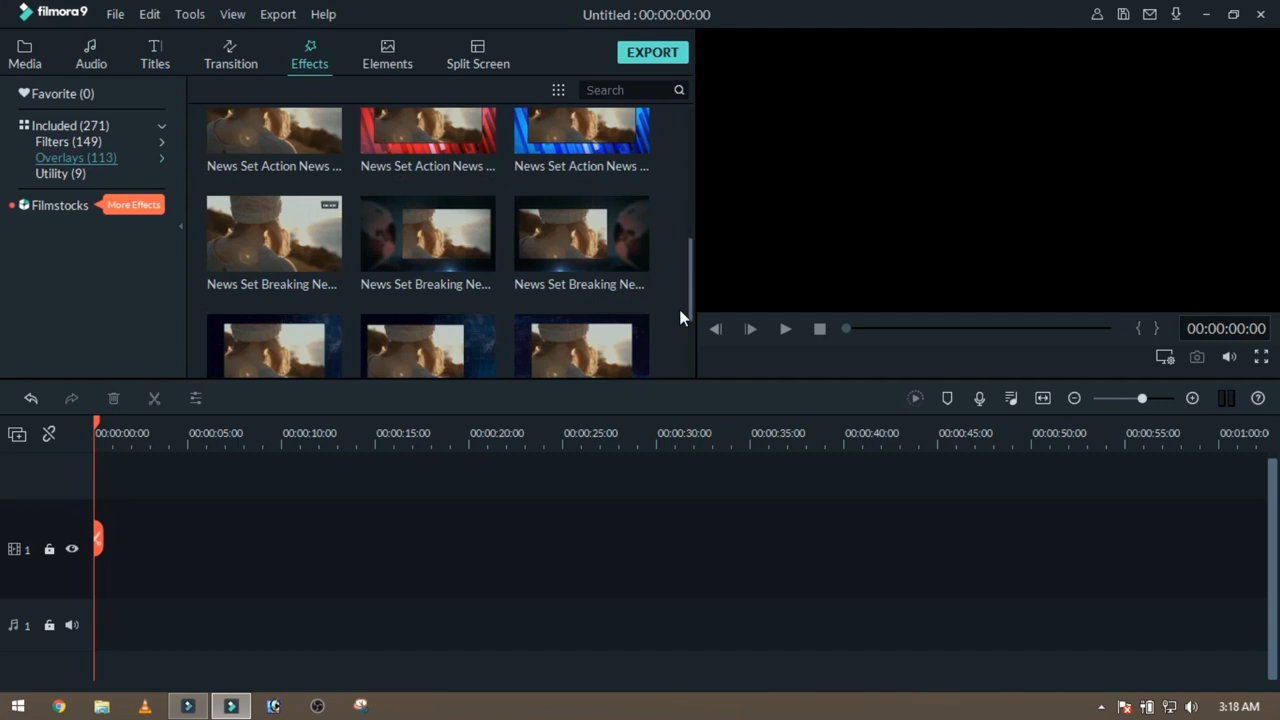 filmora9 File Edit Tools View Export Help Untitled : 00:00:00:00
Media Audio Titles Transition Effects Elements Split Screen EXPORT
Favorite (0)
Search
Included (271)
Filters (149)
Overlays (113)
Utility (9)
Filmstocks More Effects
News Set Action News ... News Set Action News ... News Set Action News ...
News Set Breaking Ne... News Set Breaking Ne... News Set Breaking Ne...
{ } 00:00:00:00
00:00:00:00 00:00:05:00 00:00:10:00 00:00:15:00 00:00:20:00 00:00:25:00 00:00:30:00 00:00:35:00 00:00:40:00 00:00:45:00 00:00:50:00 00:00:55:00 00:01:00:0
1
1
3:18 AM